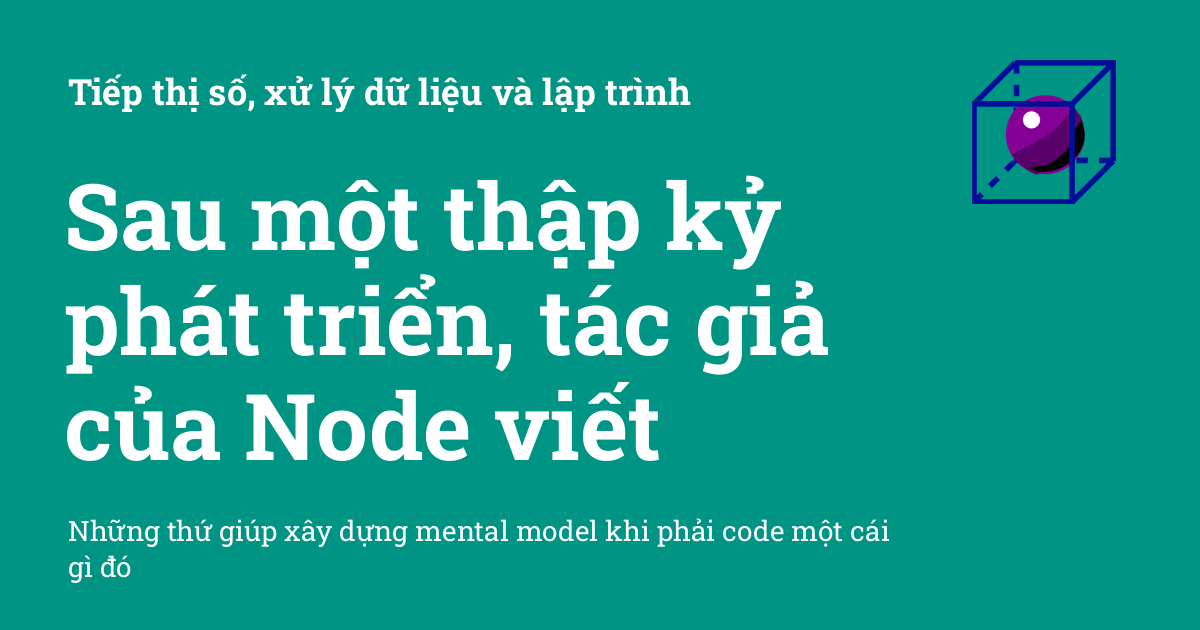 Tiếp thị số, xử lý dữ liệu và lập trình
Sau một thập kỷ
phát triển, tác giả
của Node viết
Những thứ giúp xây dựng mental model khi phải code một cái
gì đó